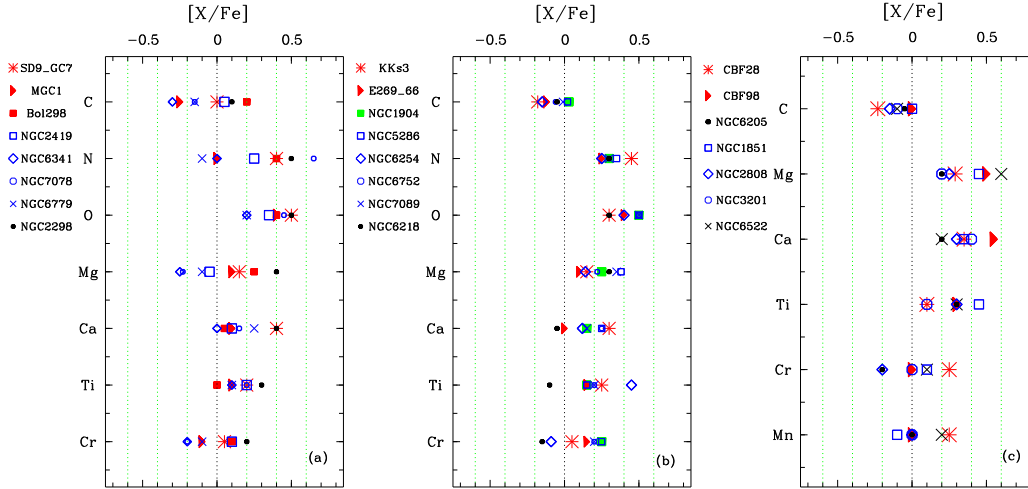 [X/Fe]
[X/Fe]
[X/Fe]
-0.5 0 0.5
-0.5 0 0.5
-0.5 0 0.5
SD9_GC7
MGC1
Bol298
NGC2419
NGC6341
NGC7078
NGC6779
NGC2298
C
N
O
Mg
Ca
Ti
Cr
(a)
KKs3
E269_66
NGC1904
NGC5286
NGC6254
NGC6752
NGC7089
NGC6218
C
N
O
Mg
Ca
Ti
Cr
(b)
CBF28
CBF98
NGC6205
NGC1851
NGC2808
NGC3201
NGC6522
C
Mg
Ca
Ti
Cr
Mn
(c)